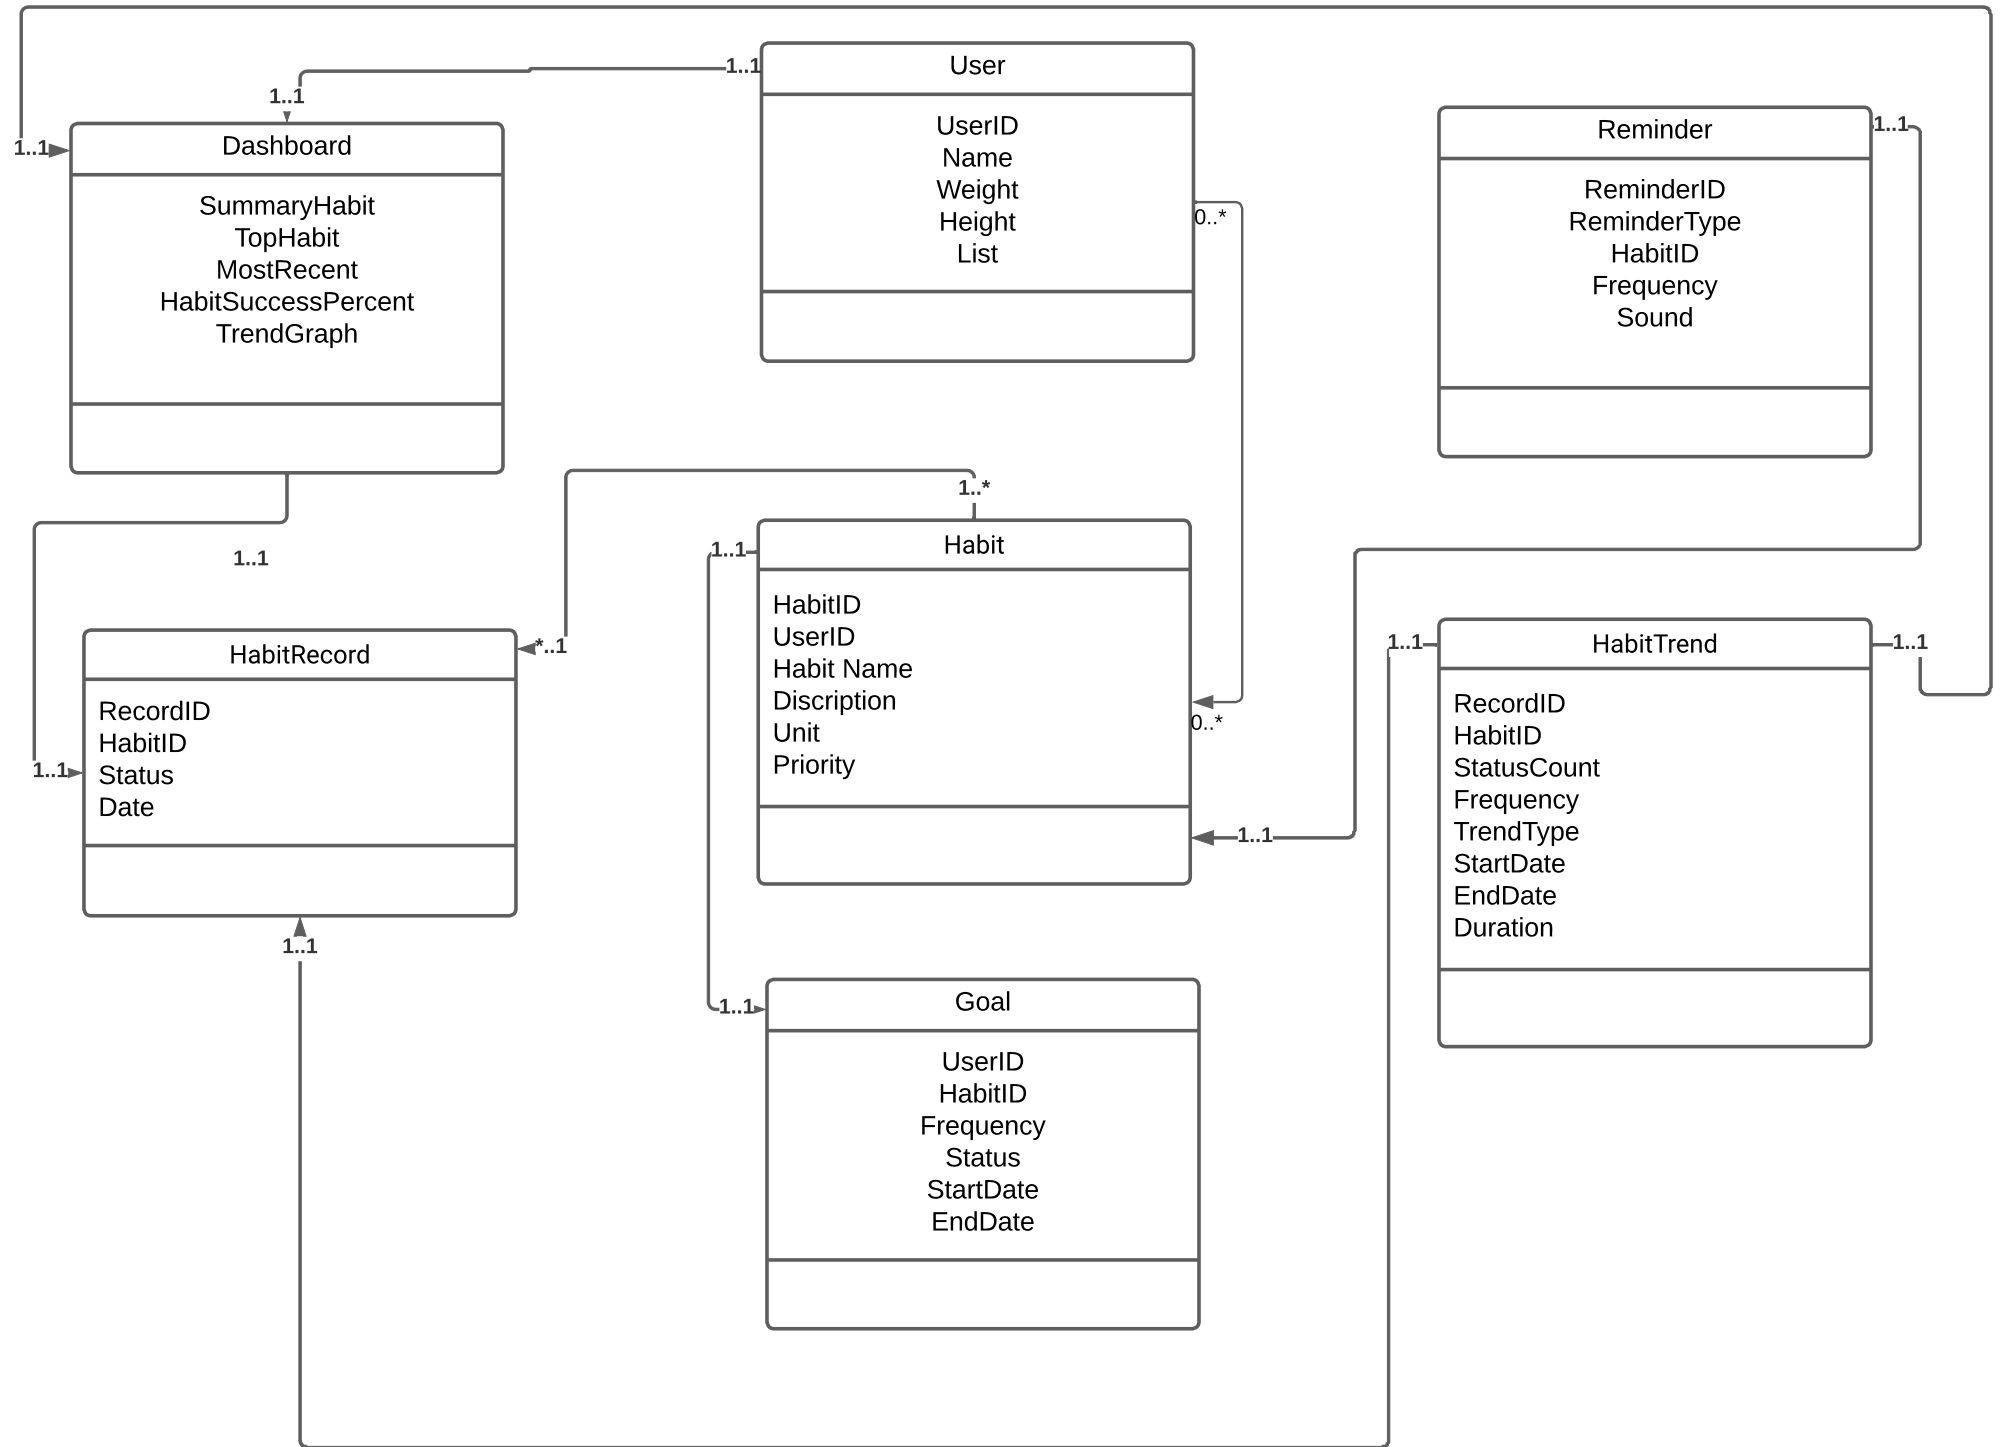 User
1..1
UserID
Name
Weight
Height
List
0..*
1..1
1..1
Dashboard
SummaryHabit
TopHabit
MostRecent
HabitSuccessPercent
TrendGraph
Reminder
1..1
ReminderID
ReminderType
HabitID
Frequency
Sound
1..1
1..*
Habit
1..1
HabitID
UserID
Habit Name
Discription
Unit
Priority
0..*
1..1
HabitRecord
*..1
RecordID
HabitID
Status
Date
1..1
1..1
1..1
HabitTrend
1..1
RecordID
HabitID
StatusCount
Frequency
TrendType
StartDate
EndDate
Duration
1..1
Goal
UserID
HabitID
Frequency
Status
StartDate
EndDate